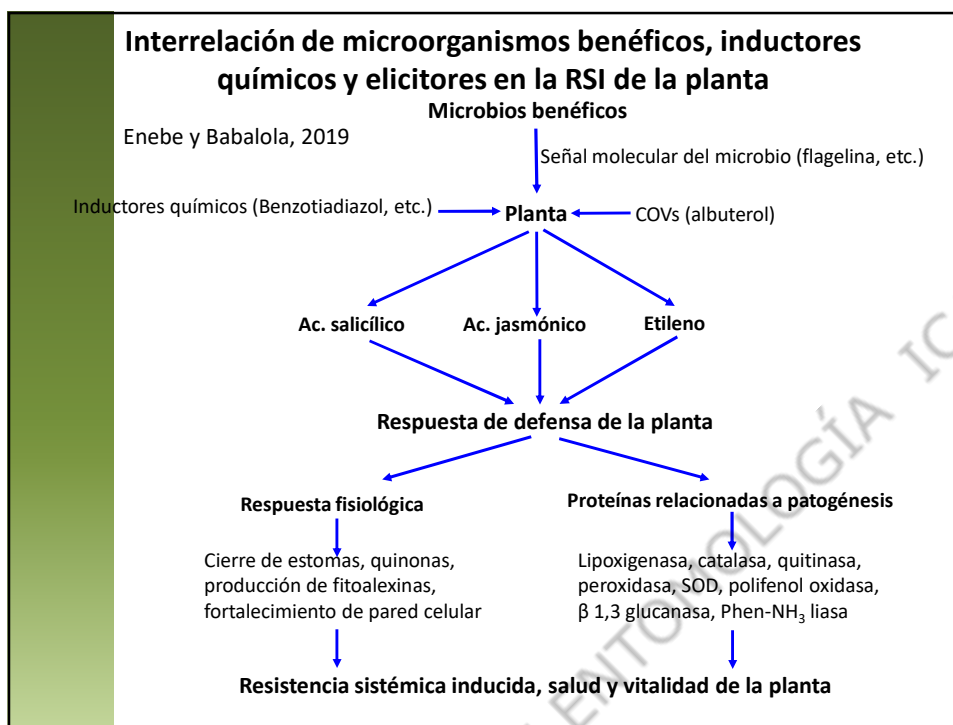 Interrelación de microorganismos benéficos, inductores
químicos y elicitores en la RSI de la planta
Microbios benéficos
Enebe y Babalola, 2019
Señal molecular del microbio (flagelina, etc.)
Inductores químicos (Benzotiadiazol, etc.)
Planta
COVs (albuterol)
Ac. salicílico
Ac. jasmónico
Etileno
Respuesta de defensa de la planta
Respuesta fisiológica
Proteínas relacionadas a patogénesis
Cierre de estomas, quinonas,
producción de fitoalexinas,
fortalecimiento de pared celular
Lipoxigenasa, catalasa, quitinasa,
peroxidasa, SOD, polifenol oxidasa,
β 1,3 glucanasa, Phen-NH₃ liasa
Resistencia sistémica inducida, salud y vitalidad de la planta
ENTOMOLOGÍA IC